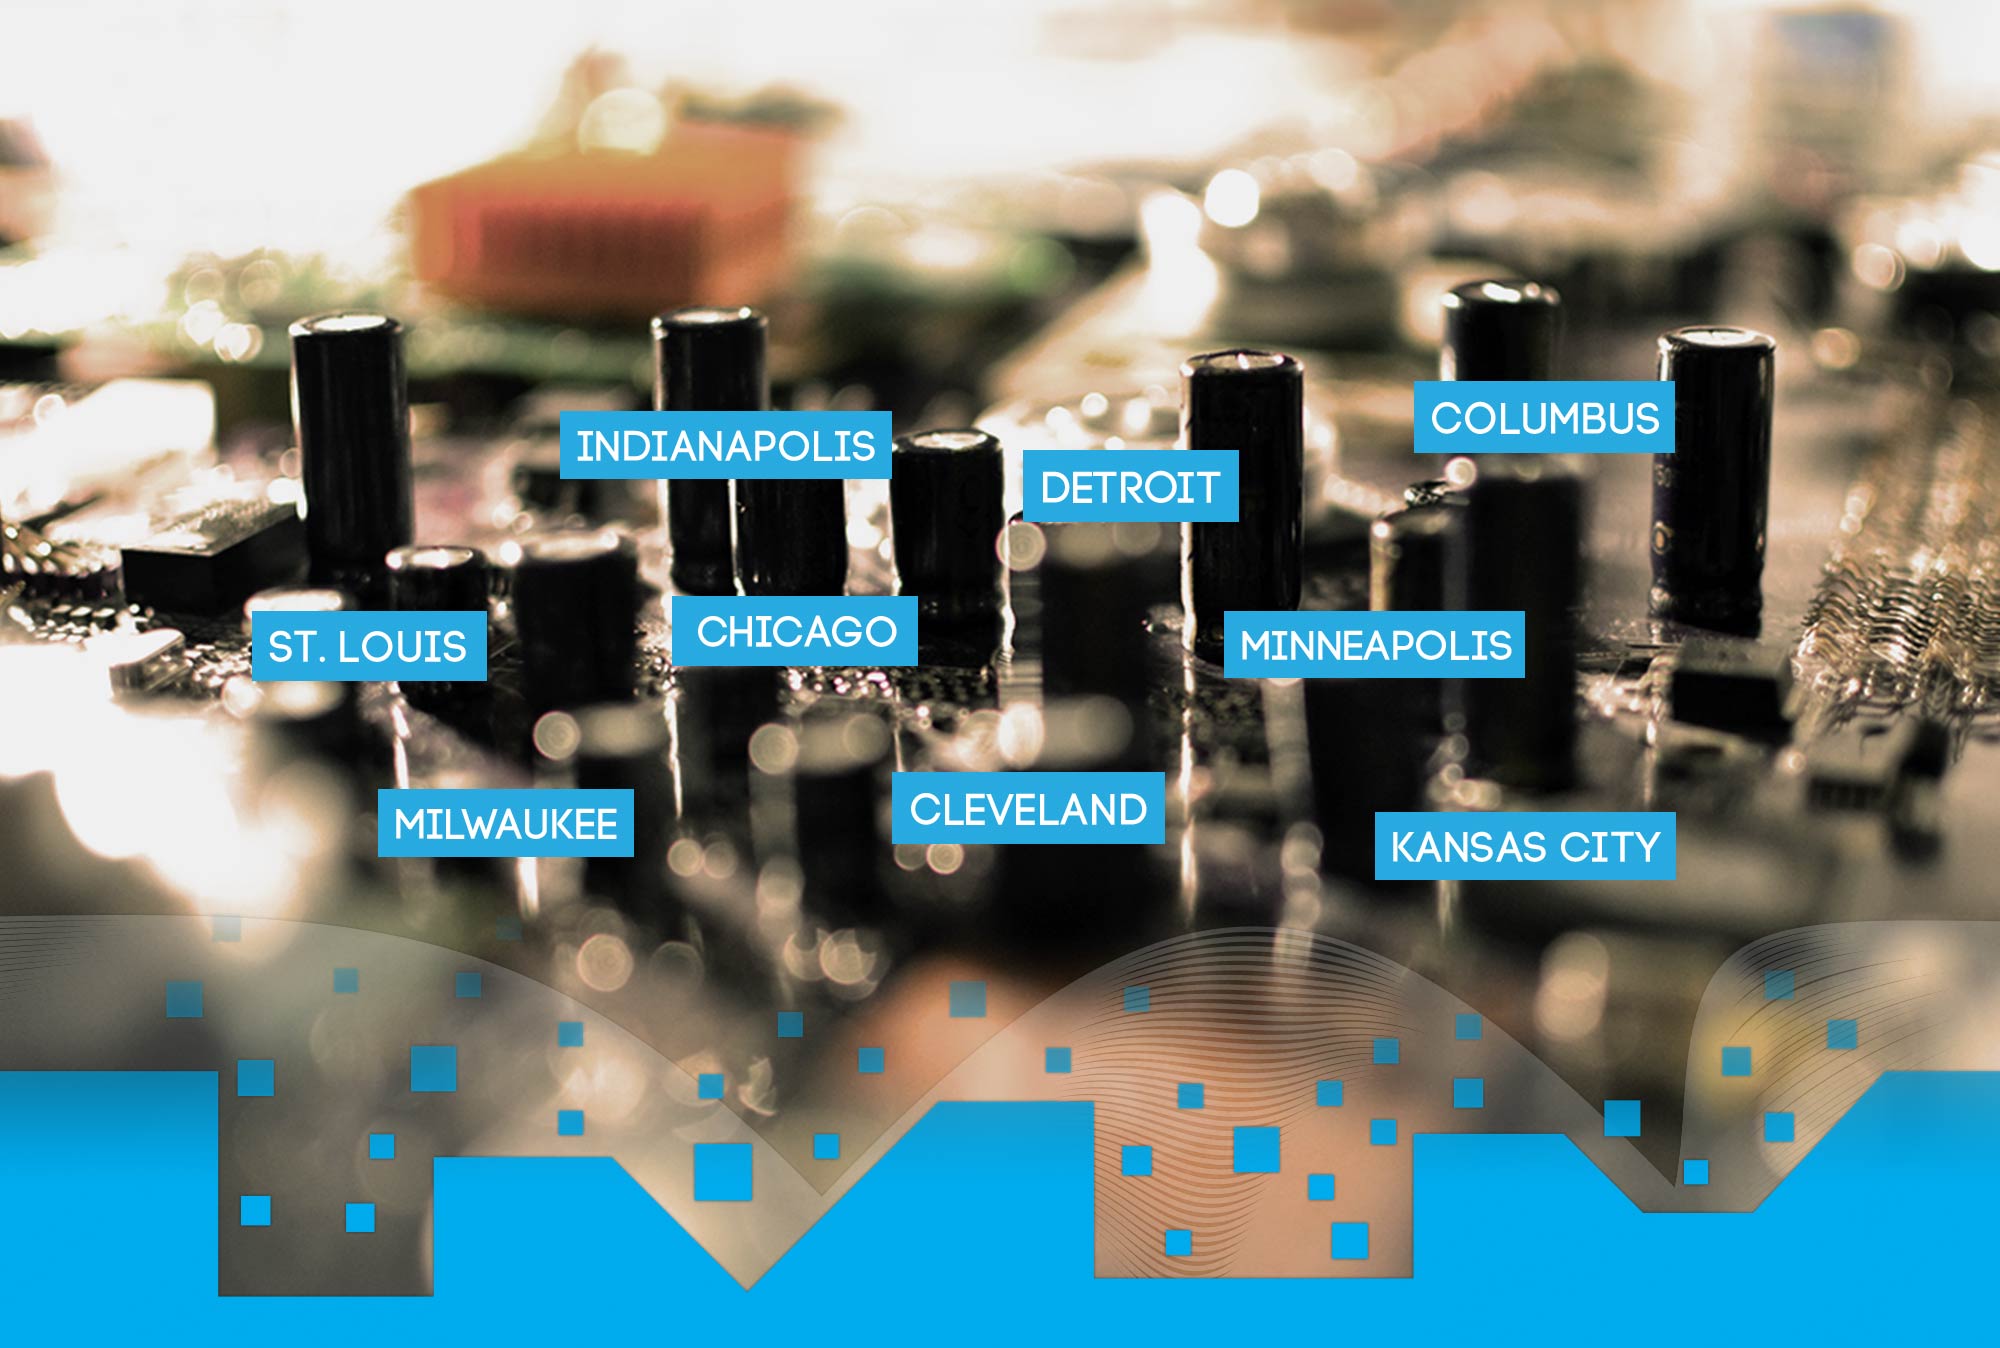 COLUMBUS
INDIANAPOLIS
DETROIT
ST. LOUIS
CHICAGO
MINNEAPOLIS
MILWAUKEE
CLEVELAND
KANSAS CITY